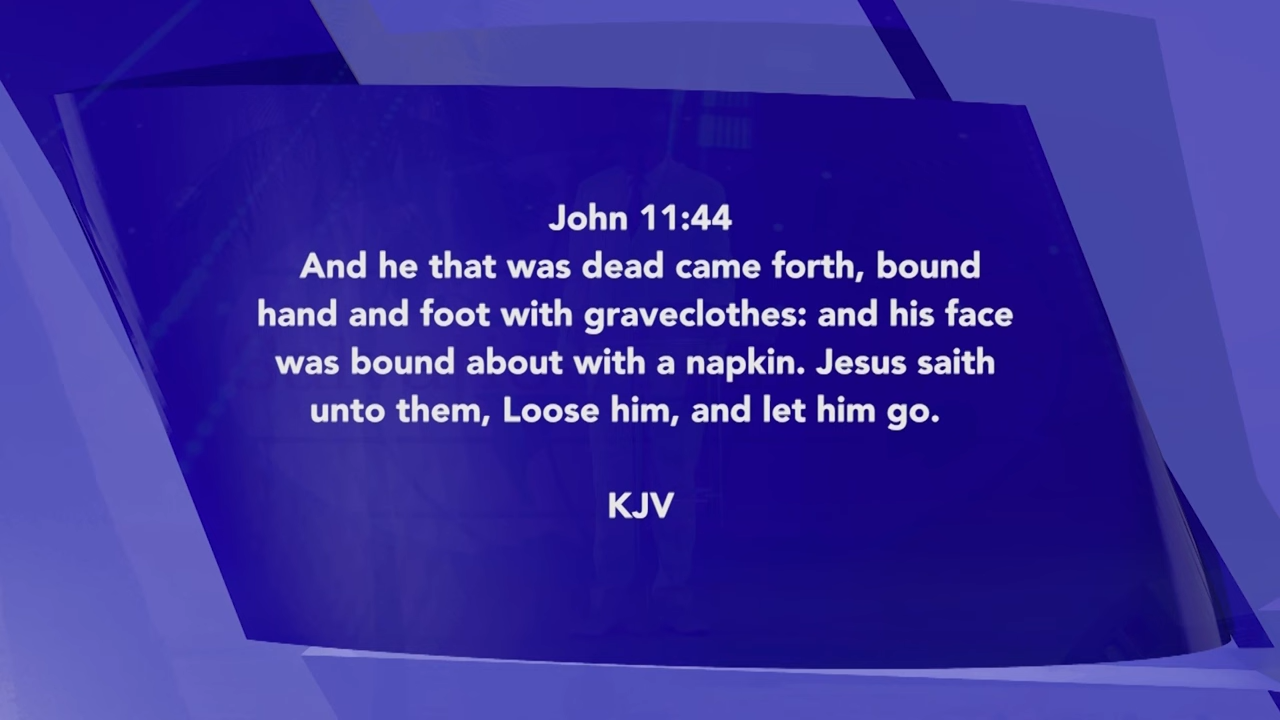 John 11:44
And he that was dead came forth, bound
hand and foot with graveclothes: and his face
was bound about with a napkin. Jesus saith
unto them, Loose him, and let him go.
KJV